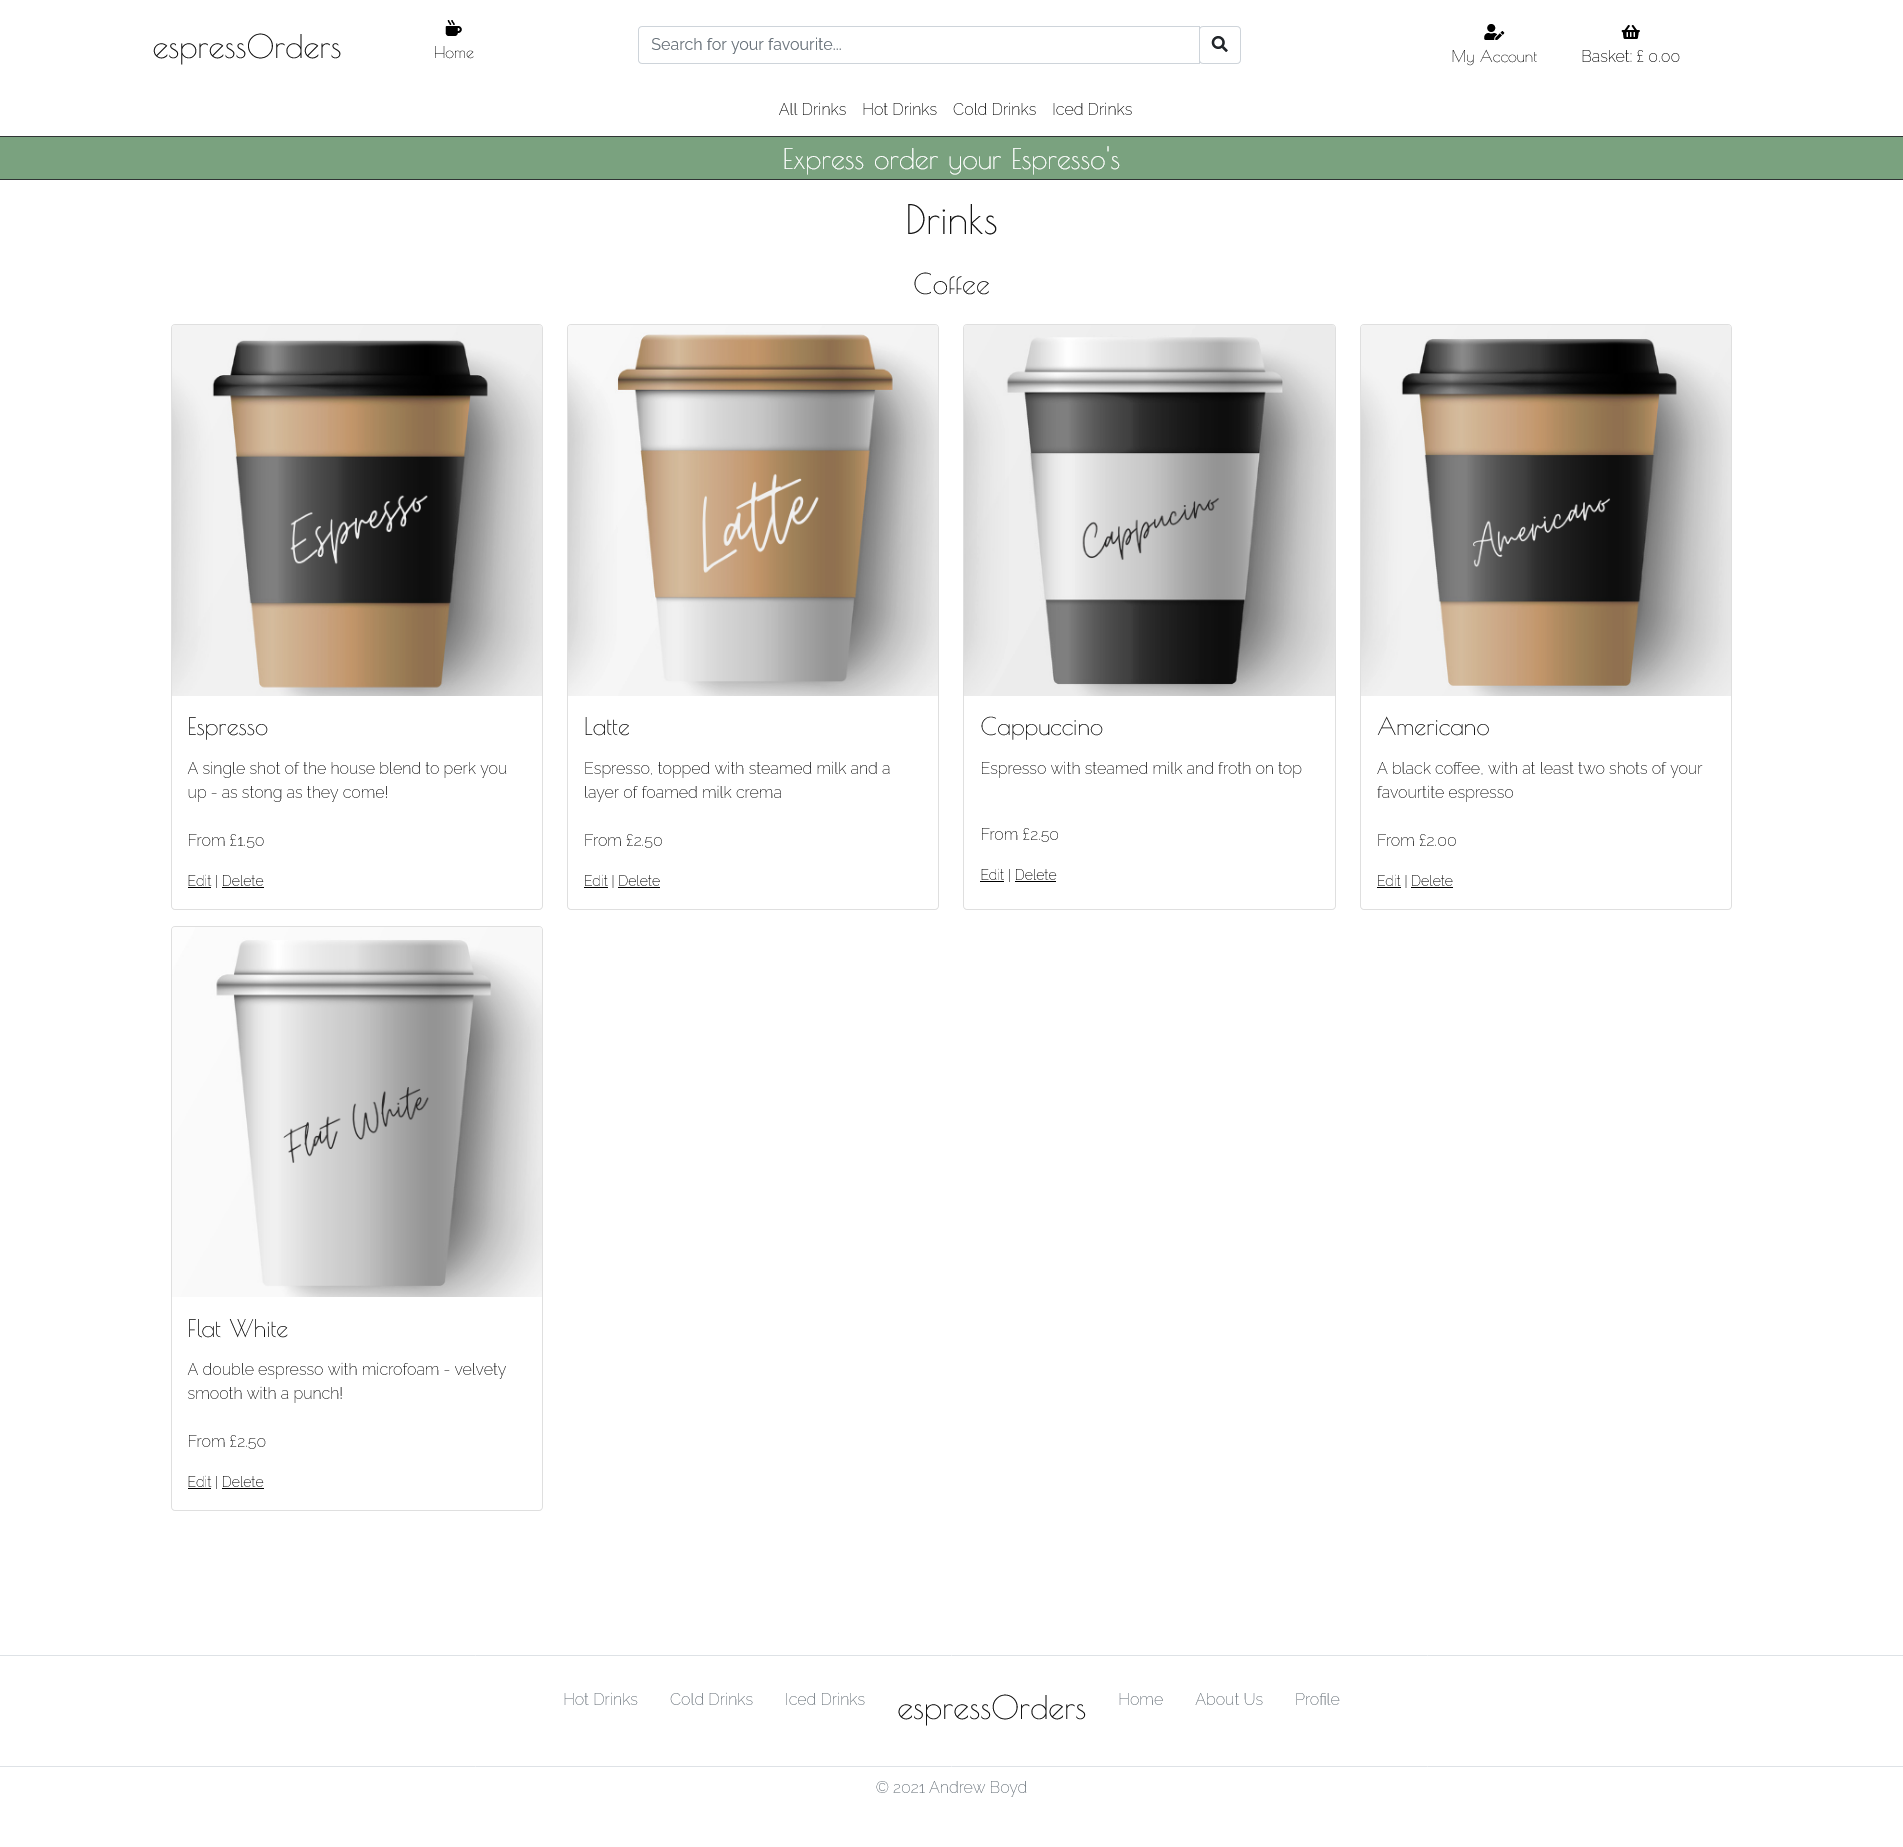 espressOrders
Home
Search for your favourite...
My Account
Basket: £ 0.00
All Drinks Hot Drinks Cold Drinks Iced Drinks
Express order your Espresso's
Drinks
Coffee
Espresso
Espresso
A single shot of the house blend to perk you
up - as stong as they come!
From £1.50
Edit | Delete
Latte
Latte
Espresso, topped with steamed milk and a
layer of foamed milk crema
From £2.50
Edit | Delete
Cappucino
Cappuccino
Espresso with steamed milk and froth on top
From £2.50
Edit | Delete
Americano
Americano
A black coffee, with at least two shots of your
favourtite espresso
From £2.00
Edit | Delete
Flat White
Flat White
A double espresso with microfoam - velvety
smooth with a punch!
From £2.50
Edit | Delete
Hot Drinks Cold Drinks Iced Drinks espressOrders Home About Us Profile
© 2021 Andrew Boyd